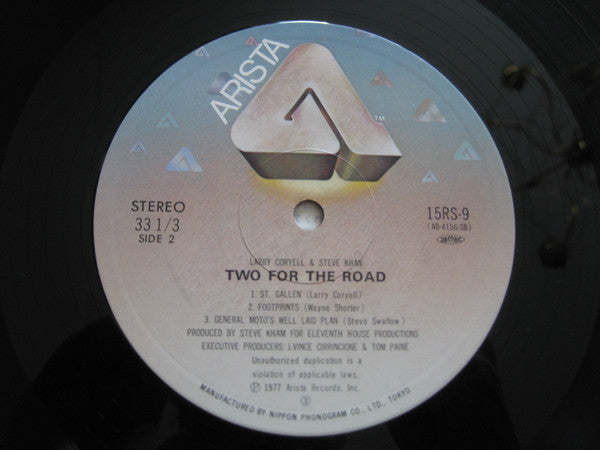 ARISTA
TM
STEREO
33 1/3
SIDE 2
15RS-9
(AB-4156-SB)
LARRY CORYELL & STEVE KHAN
TWO FOR THE ROAD
1. ST. GALLEN (Larry Coryell)
2. FOOTPRINTS (Wayne Shorter)
3. GENERAL MOTO'S WELL LAID PLAN (Steve Swallow)
PRODUCED BY STEVE KHAM FOR ELEVENTH HOUSE PRODUCTIONS
EXECUTIVE PRODUCERS: J.VINCE CIRRINCIONE & TOM PAINE
Unauthorized duplication is a
violation of applicable laws.
Ⓟ 1977 Arista Records, Inc.
③
MANUFACTURED BY NIPPON PHONOGRAM CO., LTD., TOKYO